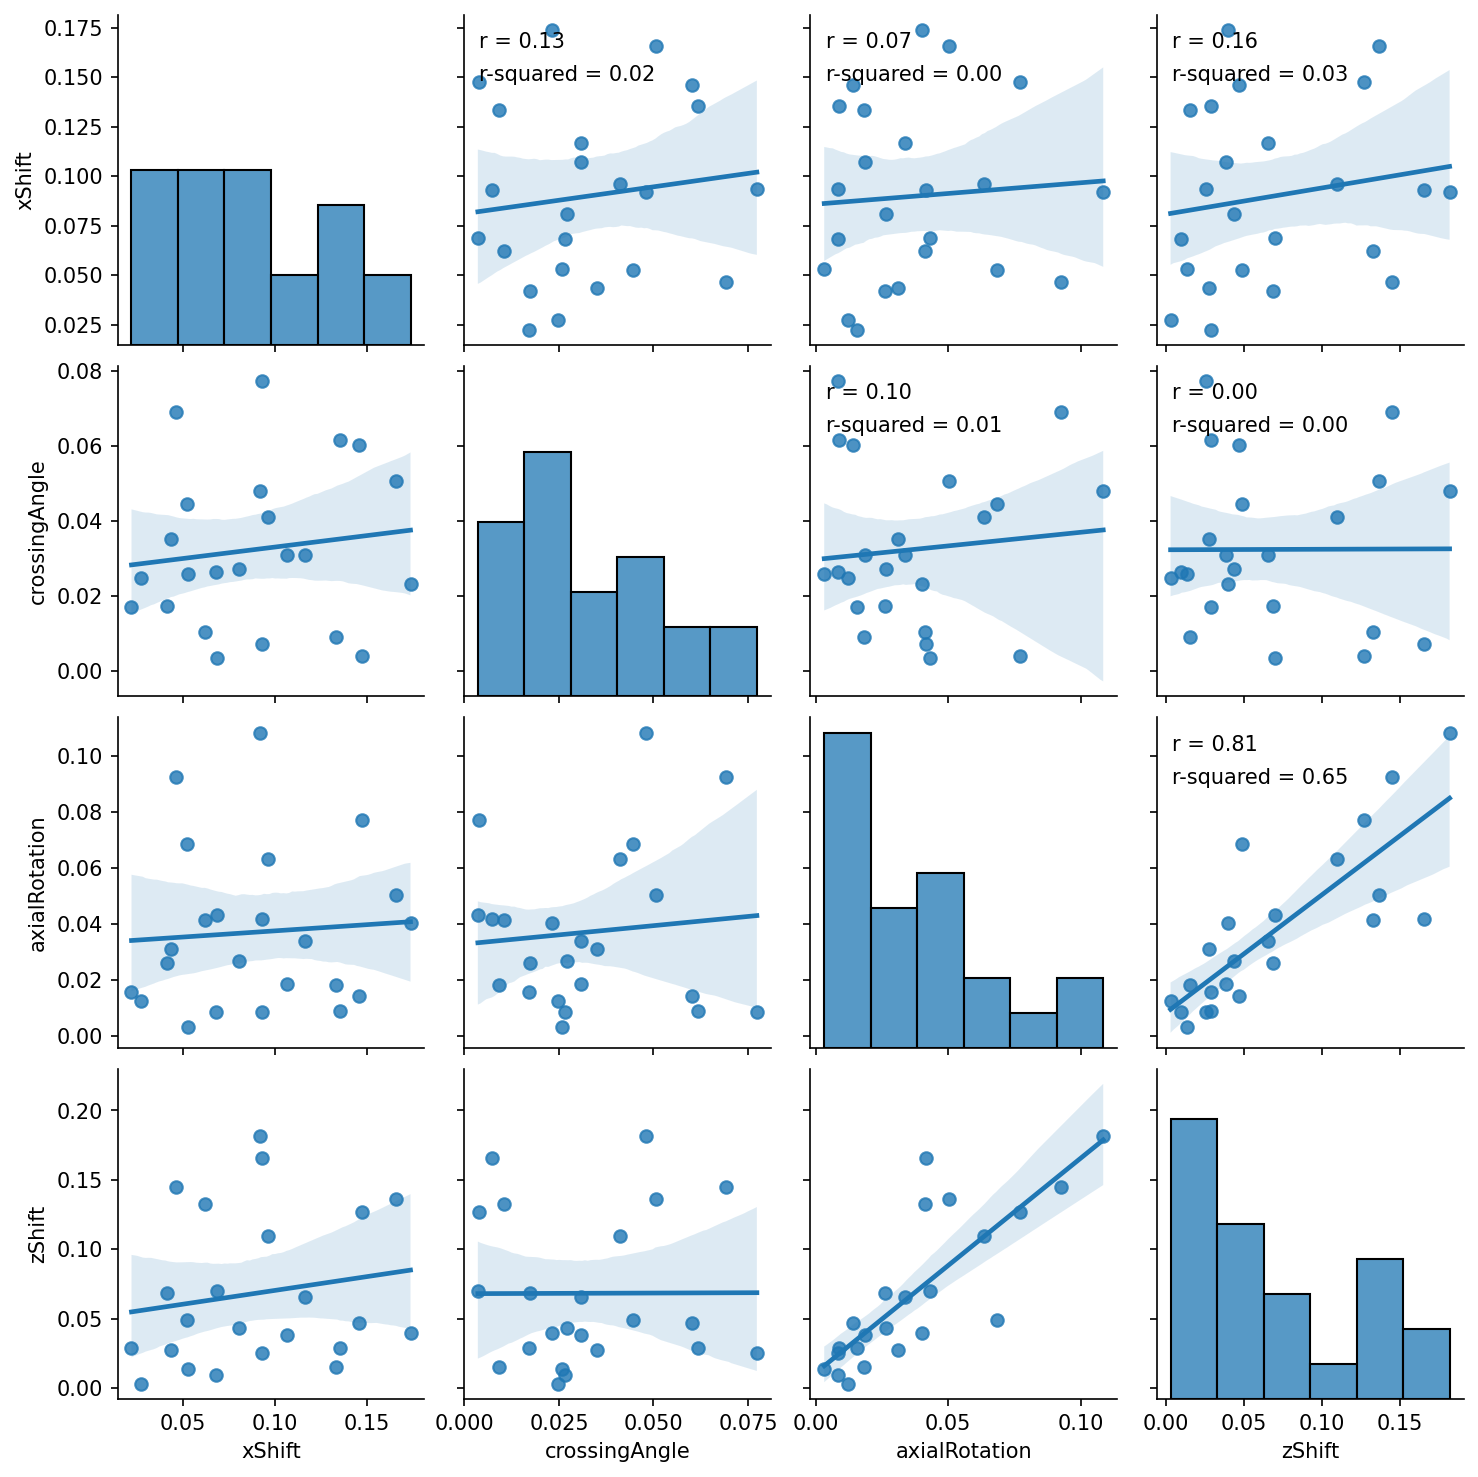 0.175
0.150
0.125
0.100
0.075
0.050
0.025
xShift
r = 0.13
r-squared = 0.02
r = 0.07
r-squared = 0.00
r = 0.16
r-squared = 0.03
0.08
0.06
0.04
0.02
0.00
crossingAngle
r = 0.10
r-squared = 0.01
r = 0.00
r-squared = 0.00
0.10
0.08
0.06
0.04
0.02
0.00
axialRotation
r = 0.81
r-squared = 0.65
0.20
0.15
0.10
0.05
0.00
zShift
0.05 0.10 0.15
xShift
0.000 0.025 0.050 0.075
crossingAngle
0.00 0.05 0.10
axialRotation
0.00 0.05 0.10 0.15
zShift